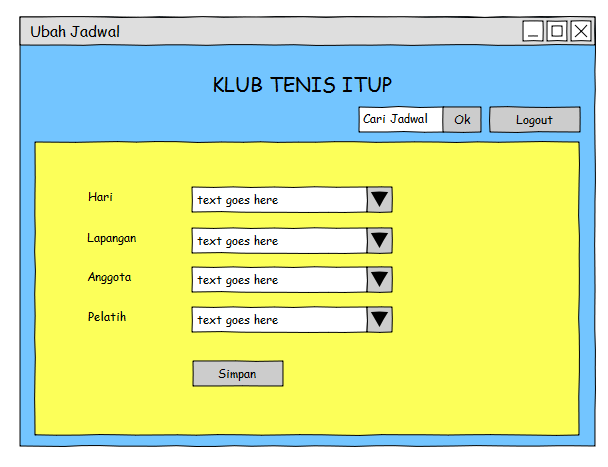 Ubah Jadwal
KLUB TENIS ITUP
Cari Jadwal Ok Logout
Hari text goes here
Lapangan text goes here
Anggota text goes here
Pelatih text goes here
Simpan